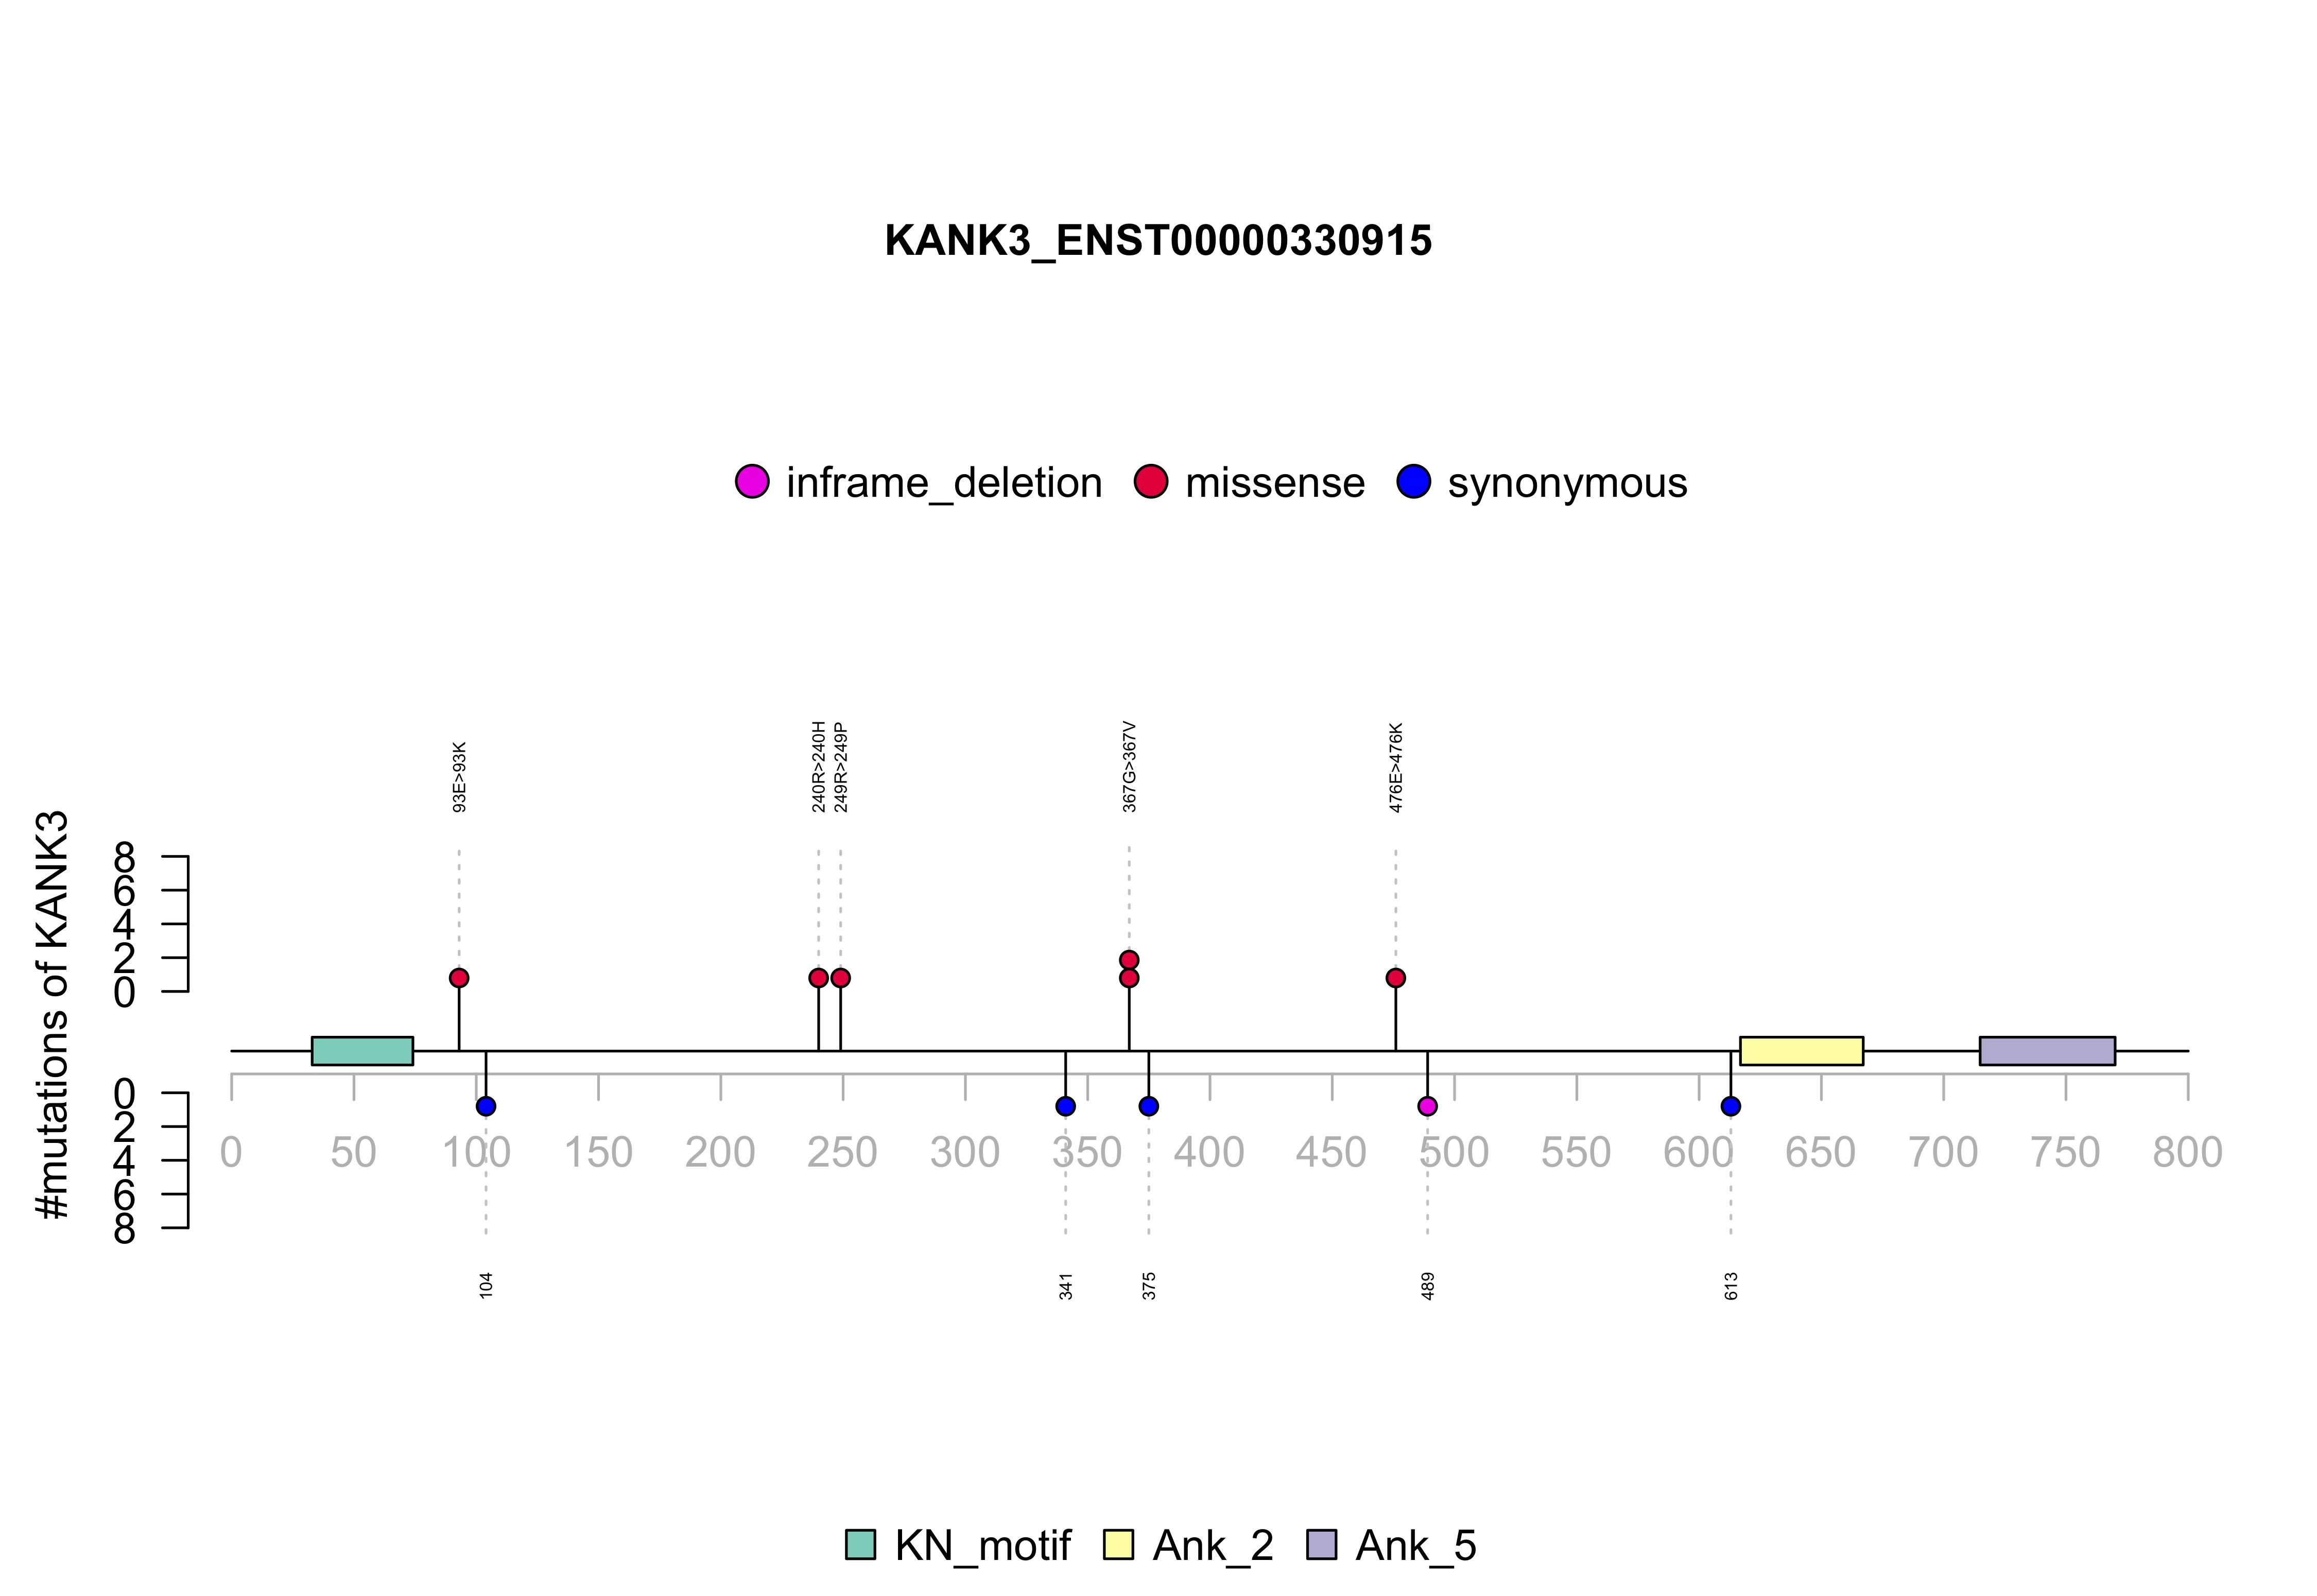 KANK3_ENST00000330915
inframe_deletion missense synonymous
93E>93K 240R>240H 249R>249P 367G>367V 476E>476K
#mutations of KANK3
8
6
4
2
0
0
2
4
6
8
0 50 100 150 200 250 300 350 400 450 500 550 600 650 700 750 800
104 341 375 489 613
KN_motif Ank_2 Ank_5